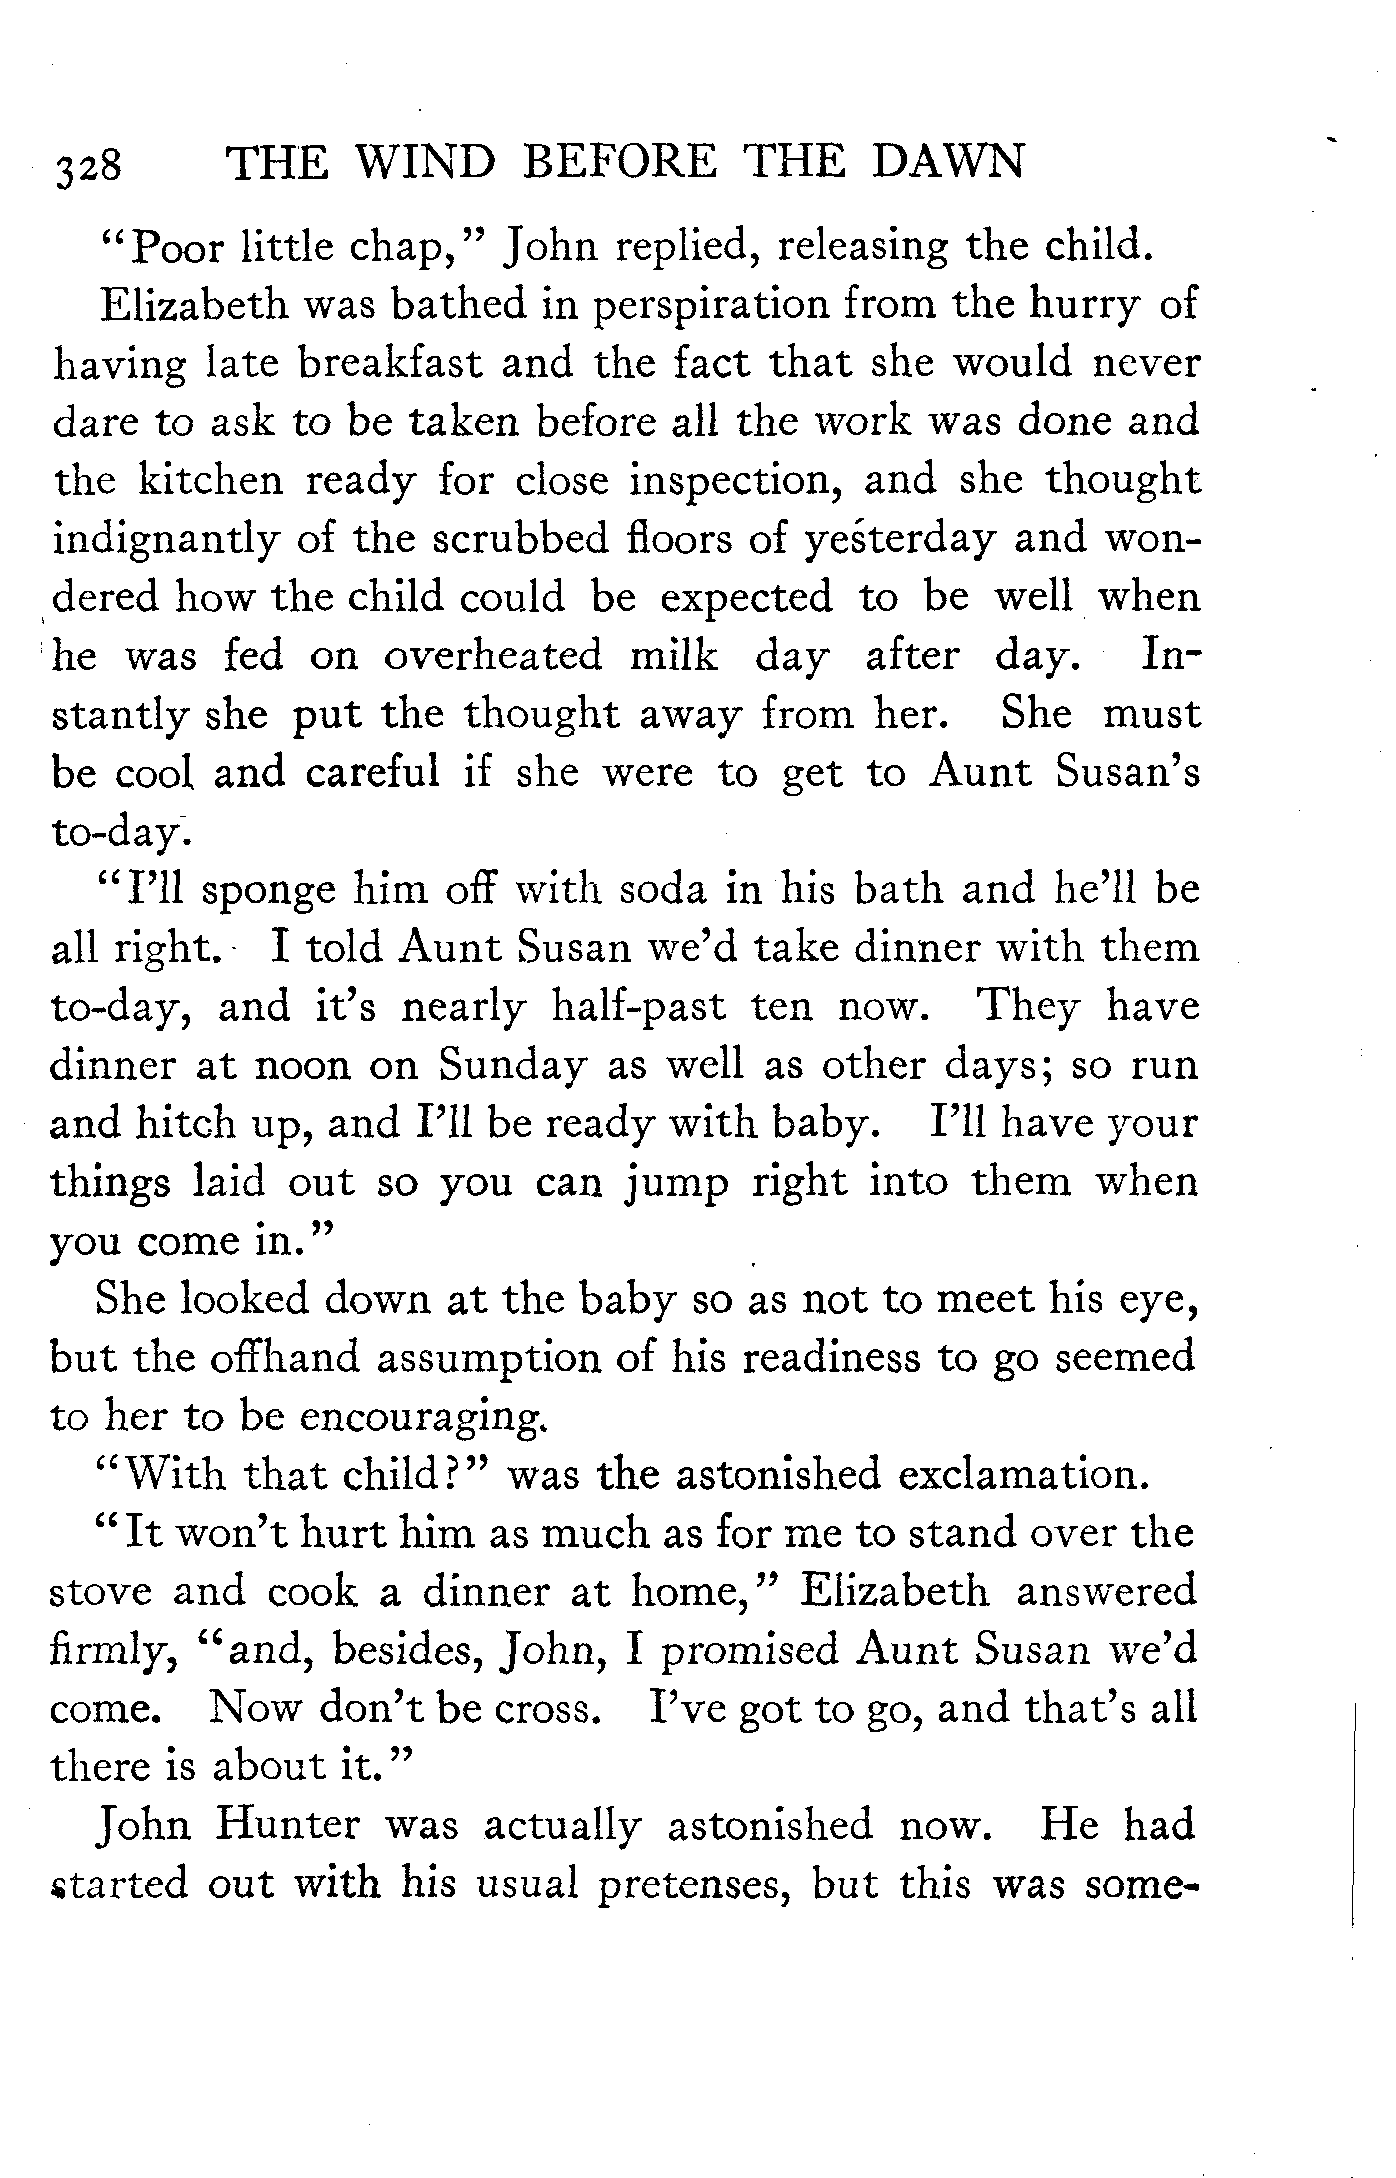 328 THE WIND BEFORE THE DAWN
"Poor little chap," John replied, releasing the child.
Elizabeth was bathed in perspiration from the hurry of
having late breakfast and the fact that she would never
dare to ask to be taken before all the work was done and
the kitchen ready for close inspection, and she thought
indignantly of the scrubbed floors of yesterday and won-
dered how the child could be expected to be well when
he was fed on overheated milk day after day. In-
stantly she put the thought away from her. She must
be cool and careful if she were to get to Aunt Susan's
to-day.
"I'll sponge him off with soda in his bath and he'll be
all right. I told Aunt Susan we'd take dinner with them
to-day, and it's nearly half-past ten now. They have
dinner at noon on Sunday as well as other days; so run
and hitch up, and I'll be ready with baby. I'll have your
things laid out so you can jump right into them when
you come in."
She looked down at the baby so as not to meet his eye,
but the offhand assumption of his readiness to go seemed
to her to be encouraging.
"With that child?" was the astonished exclamation.
"It won't hurt him as much as for me to stand over the
stove and cook a dinner at home," Elizabeth answered
firmly, "and, besides, John, I promised Aunt Susan we'd
come. Now don't be cross. I've got to go, and that's all
there is about it."
John Hunter was actually astonished now. He had
started out with his usual pretenses, but this was some-